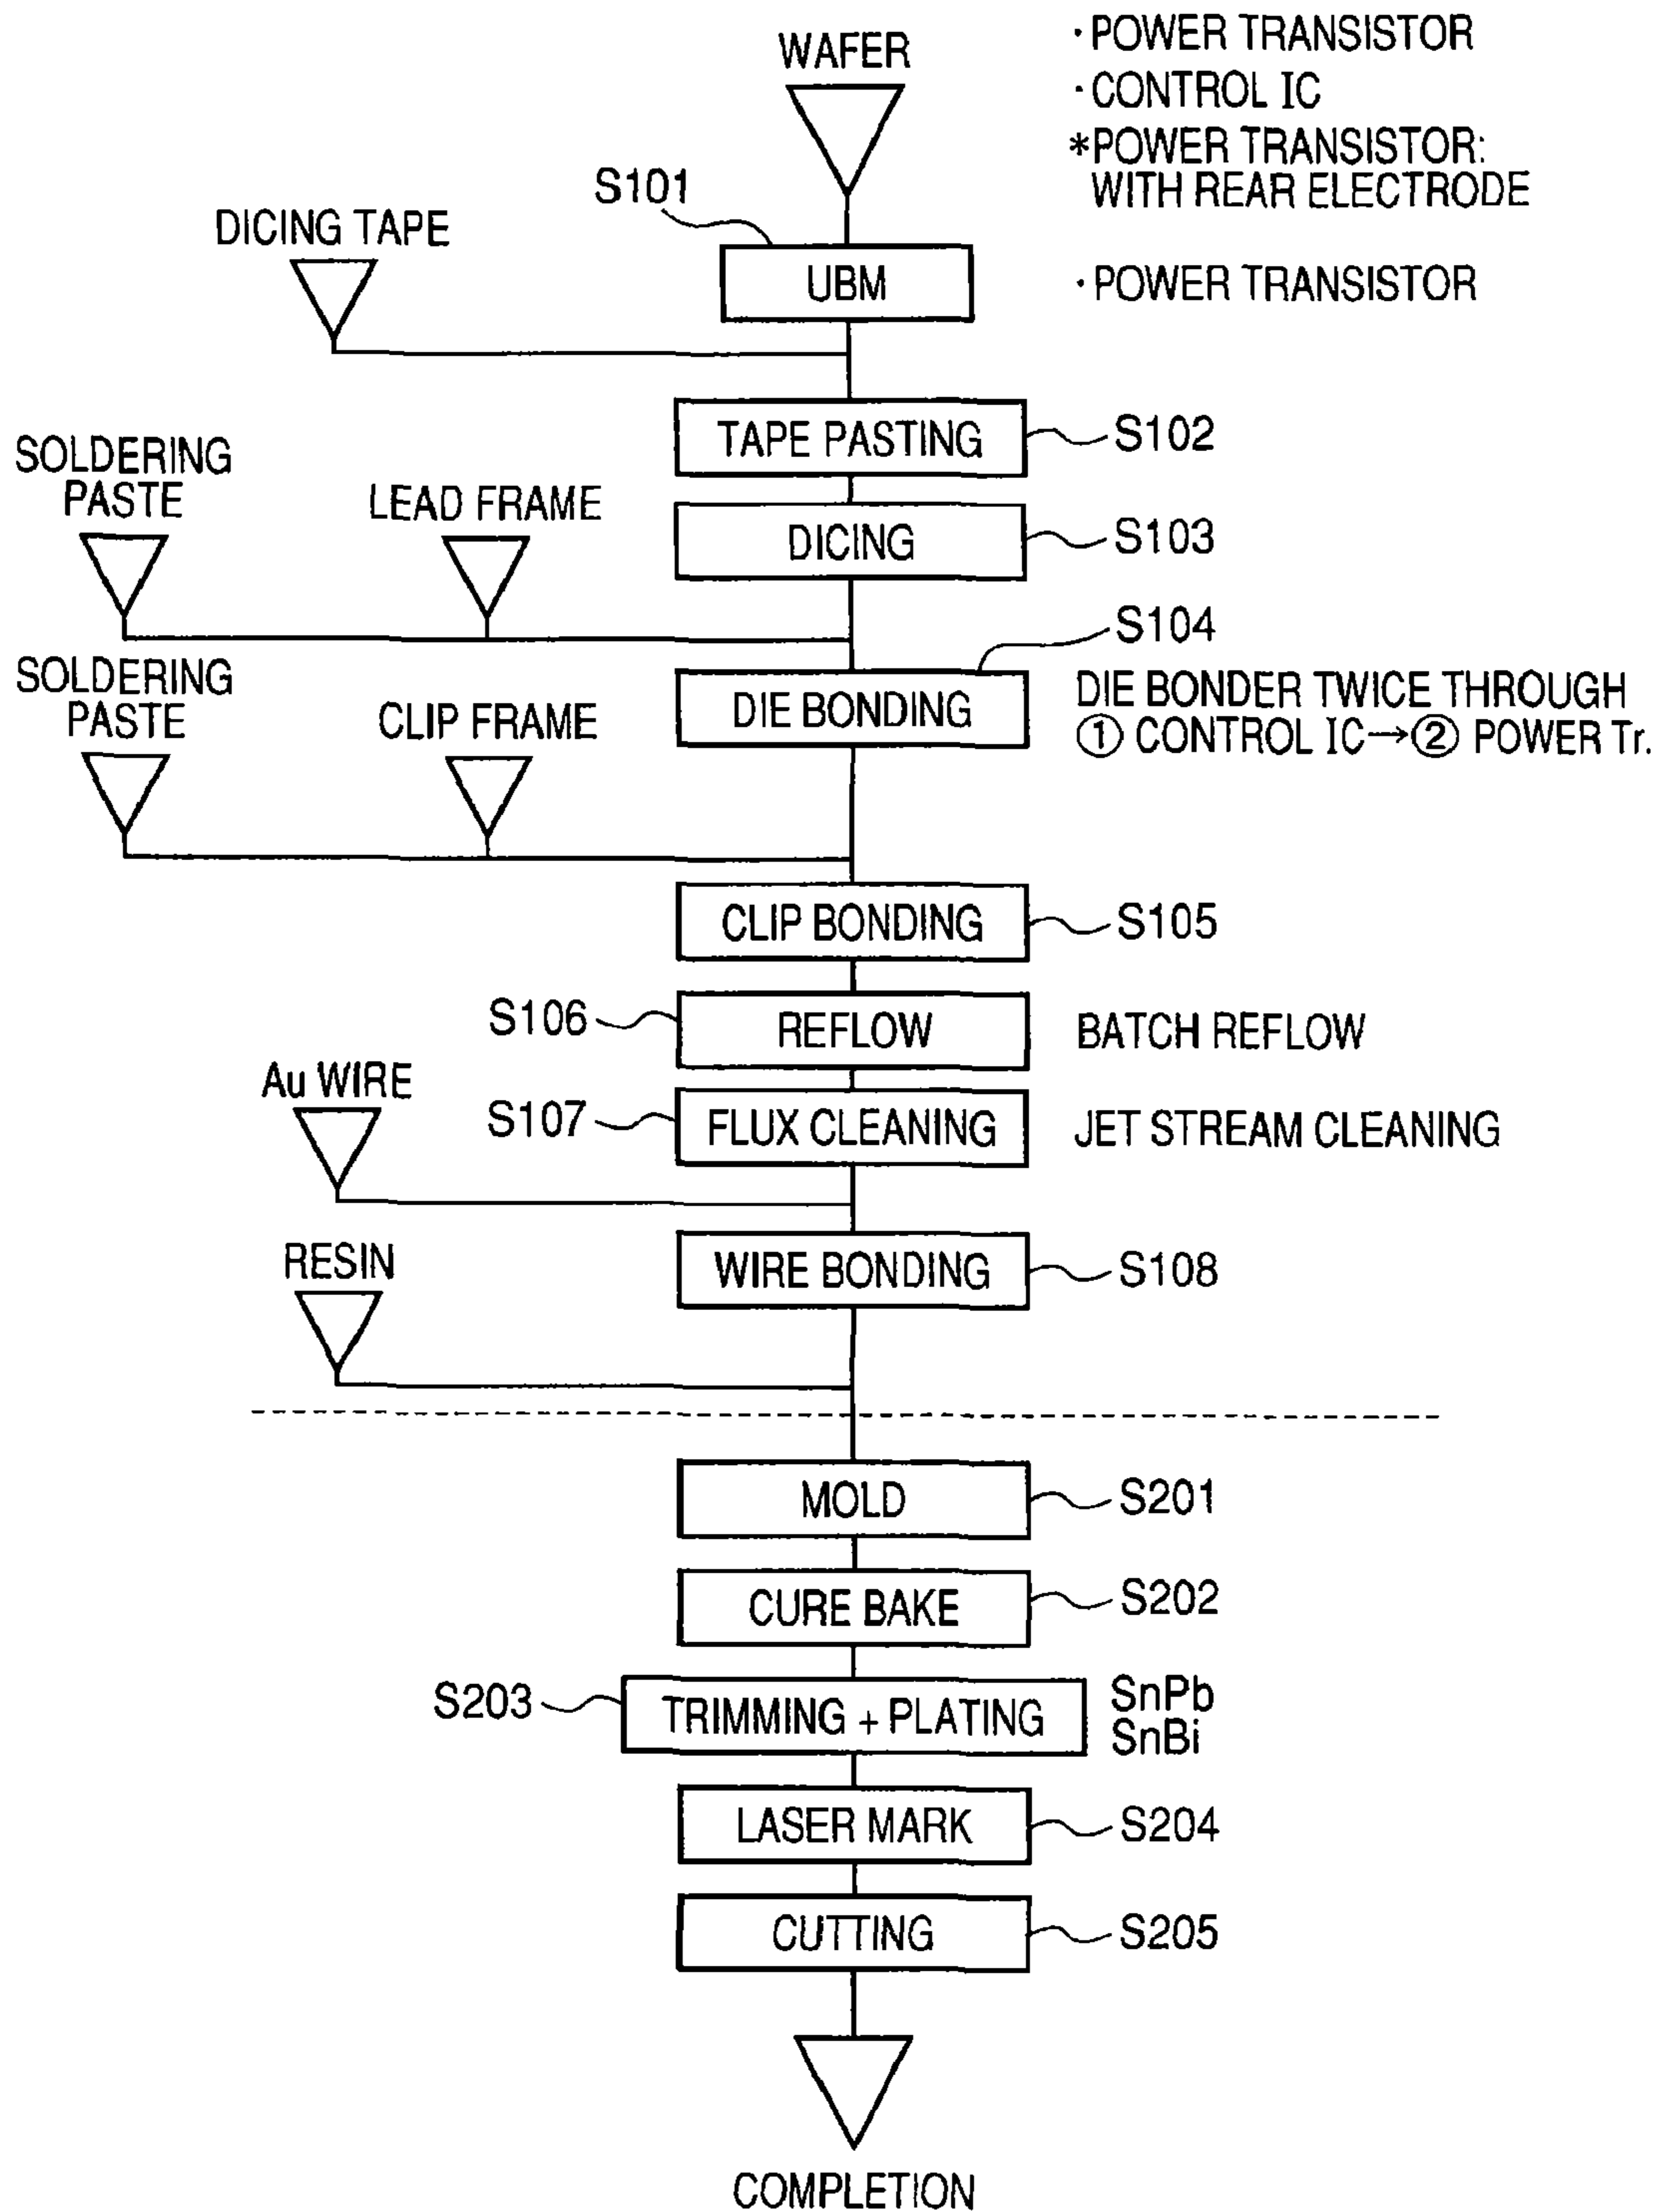 WAFER
· POWER TRANSISTOR
· CONTROL IC
*POWER TRANSISTOR:
WITH REAR ELECTRODE
S101
DICING TAPE
UBM
· POWER TRANSISTOR
TAPE PASTING
S102
SOLDERING
PASTE
LEAD FRAME
DICING
S103
S104
SOLDERING
PASTE
CLIP FRAME
DIE BONDING
DIE BONDER TWICE THROUGH
① CONTROL IC→② POWER Tr.
CLIP BONDING
S105
S106
REFLOW
BATCH REFLOW
Au WIRE
S107
FLUX CLEANING
JET STREAM CLEANING
WIRE BONDING
S108
RESIN
MOLD
S201
CURE BAKE
S202
S203
TRIMMING + PLATING
SnPb
SnBi
LASER MARK
S204
CUTTING
S205
COMPLETION